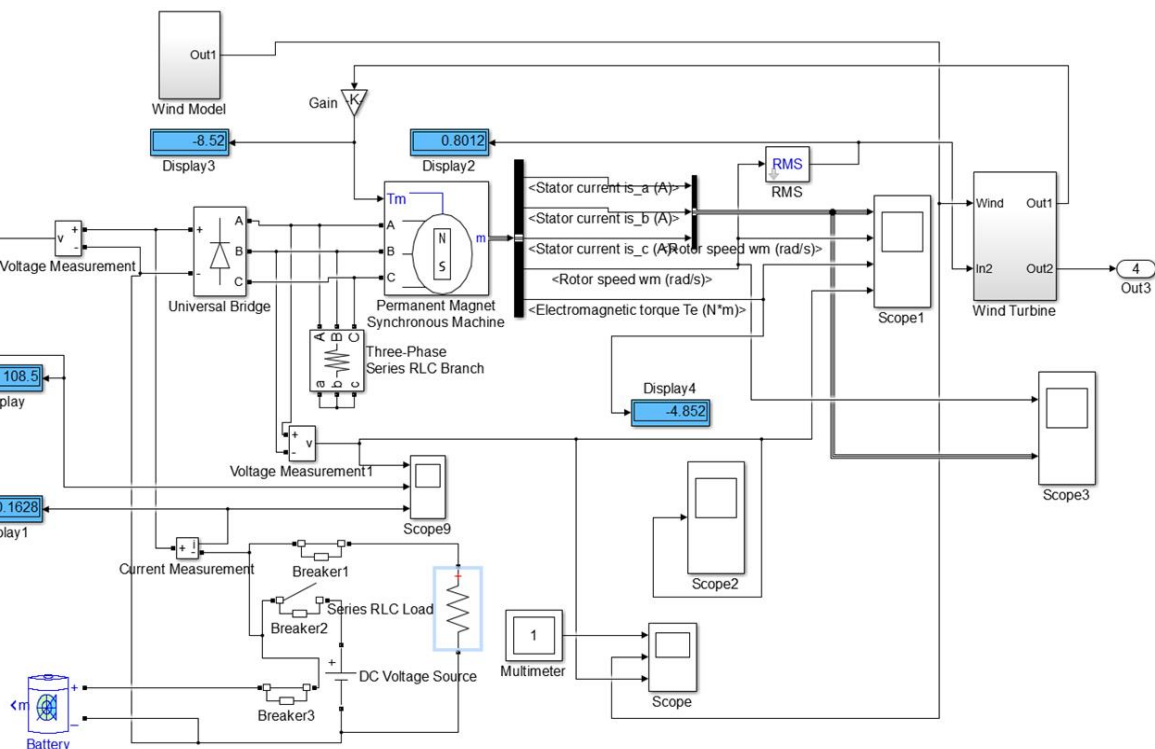 Out1
Wind Model
Gain
-K-
-8.52
Display3
0.8012
Display2
RMS
RMS
Tm
A
B
C
m
N
S
Permanent Magnet
Synchronous Machine
<Stator current is_a (A)>
<Stator current is_b (A)>
<Stator current is_c (A)>
<Rotor speed wm (rad/s)>
<Rotor speed wm (rad/s)>
<Electromagnetic torque Te (N*m)>
Scope1
Wind
In2
Out1
Out2
Wind Turbine
4
Out3
v
+
-
Voltage Measurement
+
-
A
B
C
Universal Bridge
A
B
C
a
b
c
Three-Phase
Series RLC Branch
108.5
play
Display4
-4.852
+
-
v
Voltage Measurement1
Scope9
Scope3
0.1628
play1
+
i
-
Current Measurement
Breaker1
Scope2
Series RLC Load
+
Breaker2
1
Multimeter
Scope
+
DC Voltage Source
Breaker3
<m
+
_
Battery